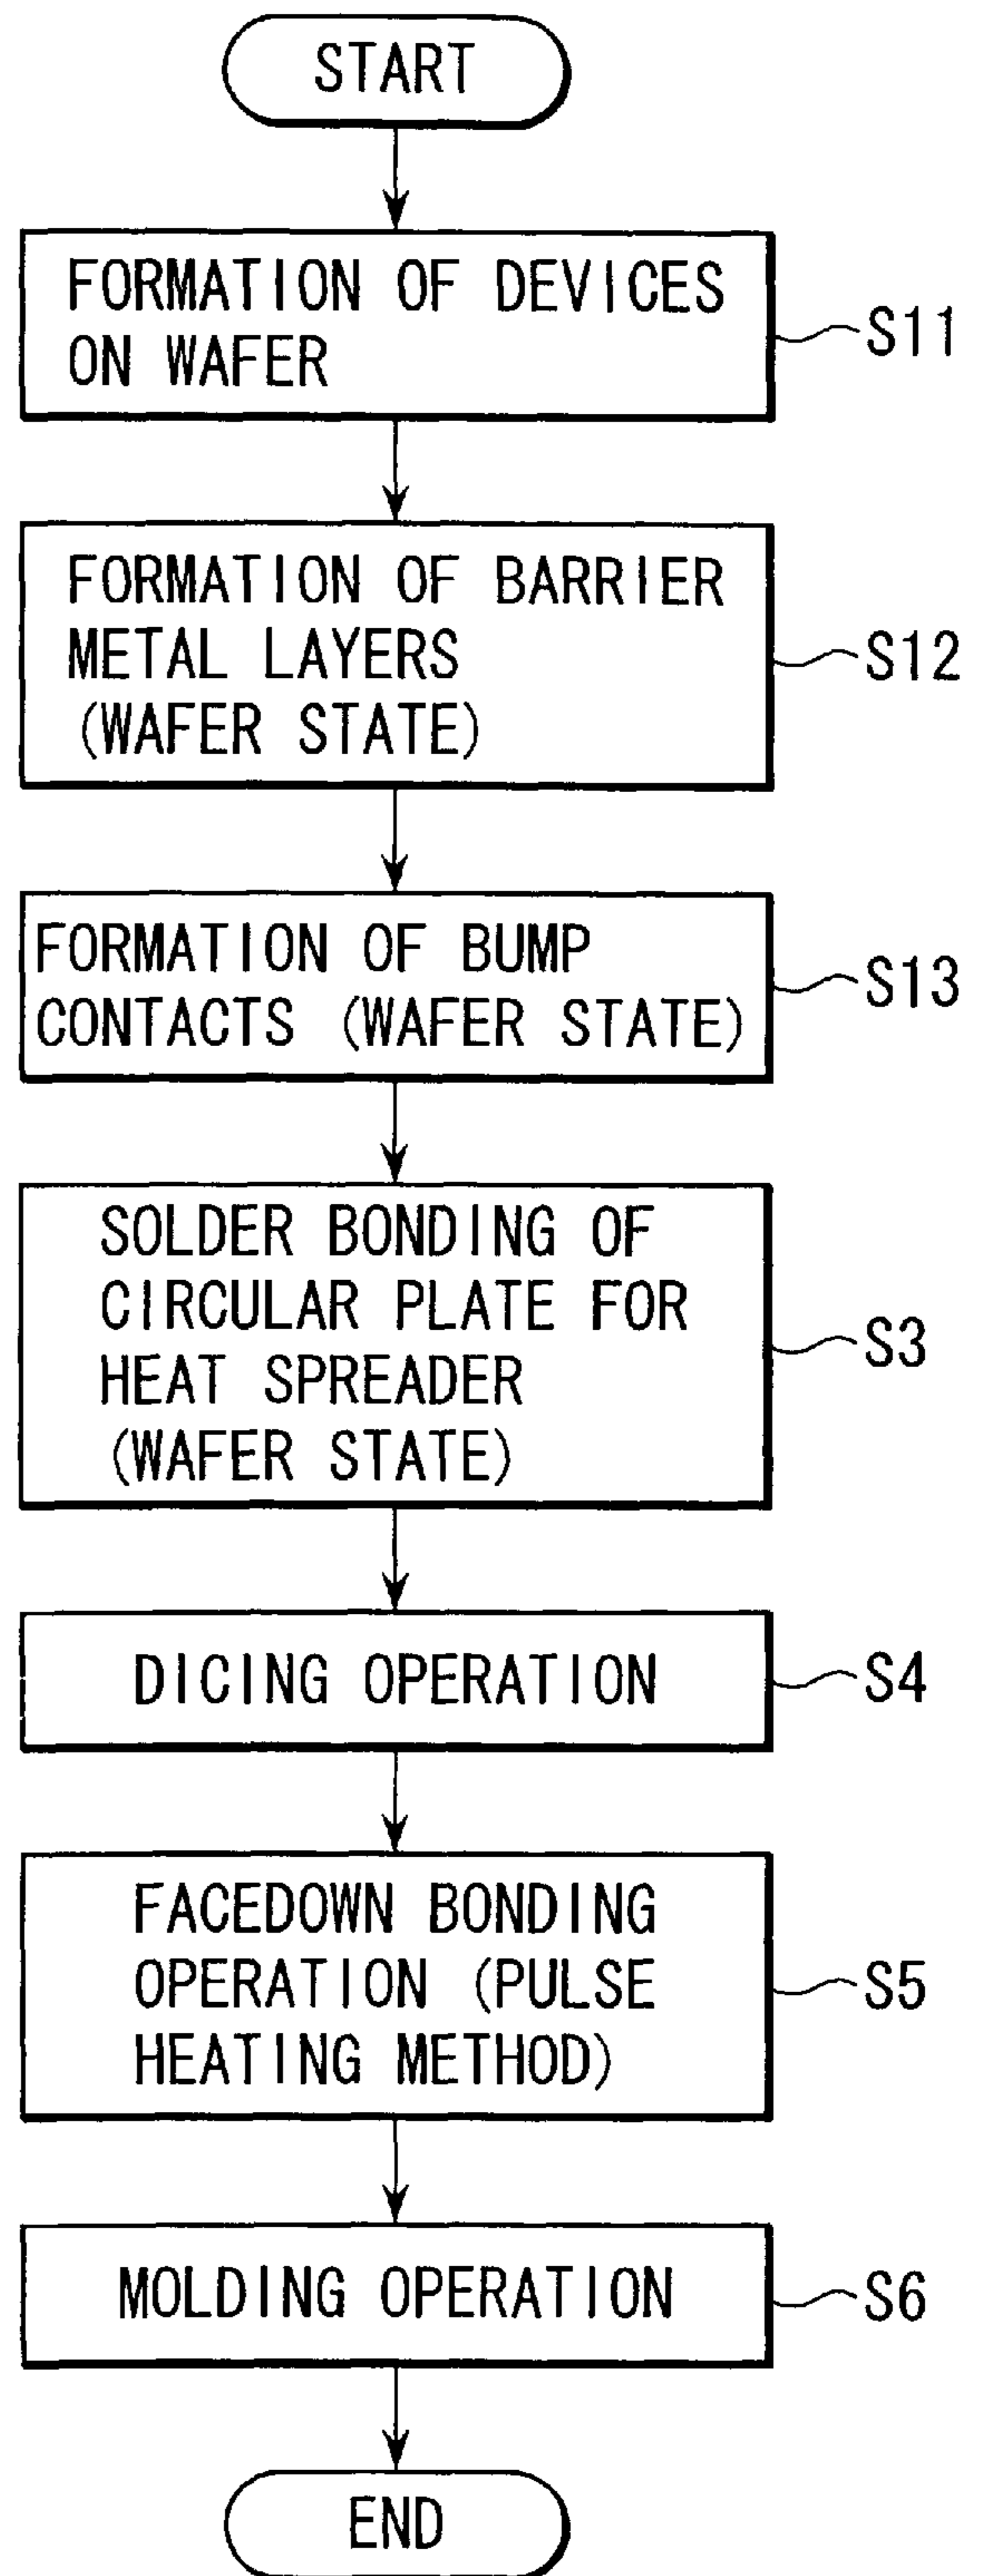 START
FORMATION OF DEVICES
ON WAFER
S11
FORMATION OF BARRIER
METAL LAYERS
(WAFER STATE)
S12
FORMATION OF BUMP
CONTACTS (WAFER STATE)
S13
SOLDER BONDING OF
CIRCULAR PLATE FOR
HEAT SPREADER
(WAFER STATE)
S3
DICING OPERATION
S4
FACEDOWN BONDING
OPERATION (PULSE
HEATING METHOD)
S5
MOLDING OPERATION
S6
END